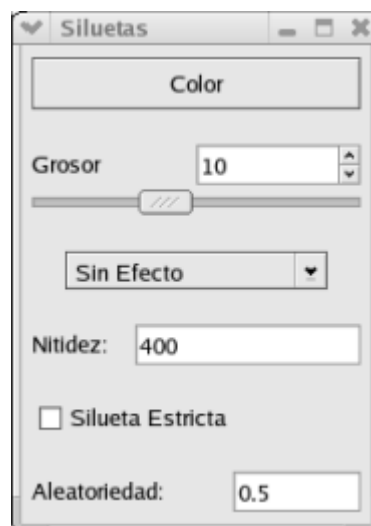 Siluetas
Color
Grosor 10
Sin Efecto
Nitidez: 400
Silueta Estricta
Aleatoriedad: 0.5